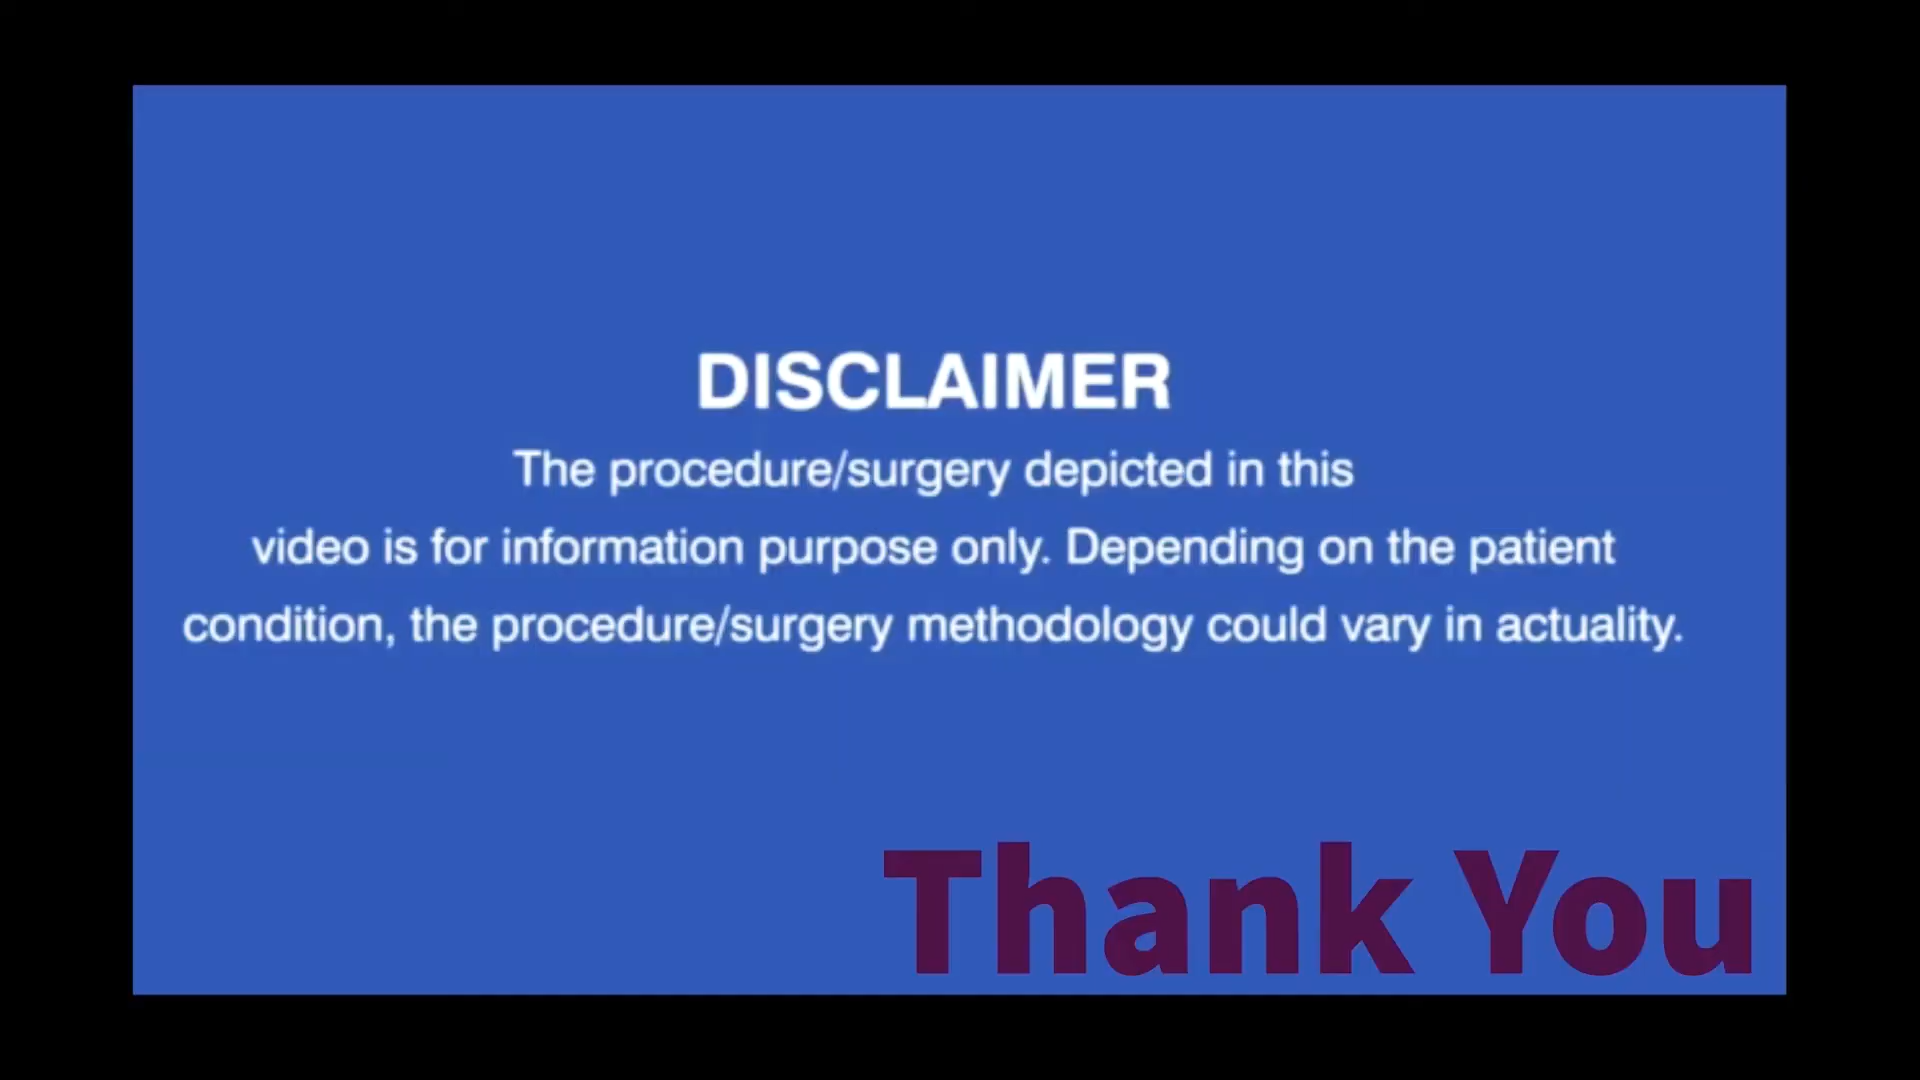 DISCLAIMER
The procedure/surgery depicted in this
video is for information purpose only. Depending on the patient
condition, the procedure/surgery methodology could vary in actuality.
Thank You